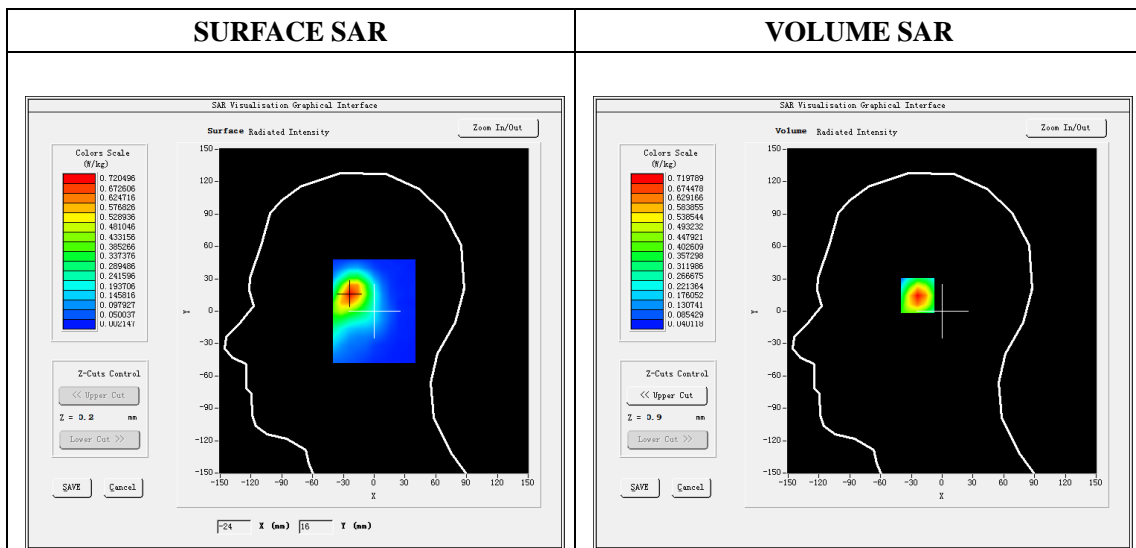 SURFACE SAR
VOLUME SAR
SAR Visualisation Graphical Interface
Surface Radiated Intensity
Zoom In/Out
Colors Scale
(W/kg)
0.720496
0.672606
0.624716
0.576826
0.528936
0.481046
0.433156
0.385266
0.337376
0.289486
0.241596
0.193706
0.145816
0.097927
0.050037
0.002147
150
120
90
60
30
0
-30
-60
-90
-120
-150
Y
-150 -120 -90 -60 -30 0 30 60 90 120 150
X
Z-Cuts Control
<< Upper Cut
Z = 0.2 mm
Lower Cut >>
SAVE Cancel
-24 X (mm) 16 Y (mm)
SAR Visualisation Graphical Interface
Volume Radiated Intensity
Zoom In/Out
Colors Scale
(W/kg)
0.719789
0.674478
0.629166
0.583855
0.538544
0.493232
0.447921
0.402609
0.357298
0.311986
0.266675
0.221364
0.176052
0.130741
0.085429
0.040118
150
120
90
60
30
0
-30
-60
-90
-120
-150
Y
-150 -120 -90 -60 -30 0 30 60 90 120 150
X
Z-Cuts Control
<< Upper Cut
Z = 0.9 mm
Lower Cut >>
SAVE Cancel